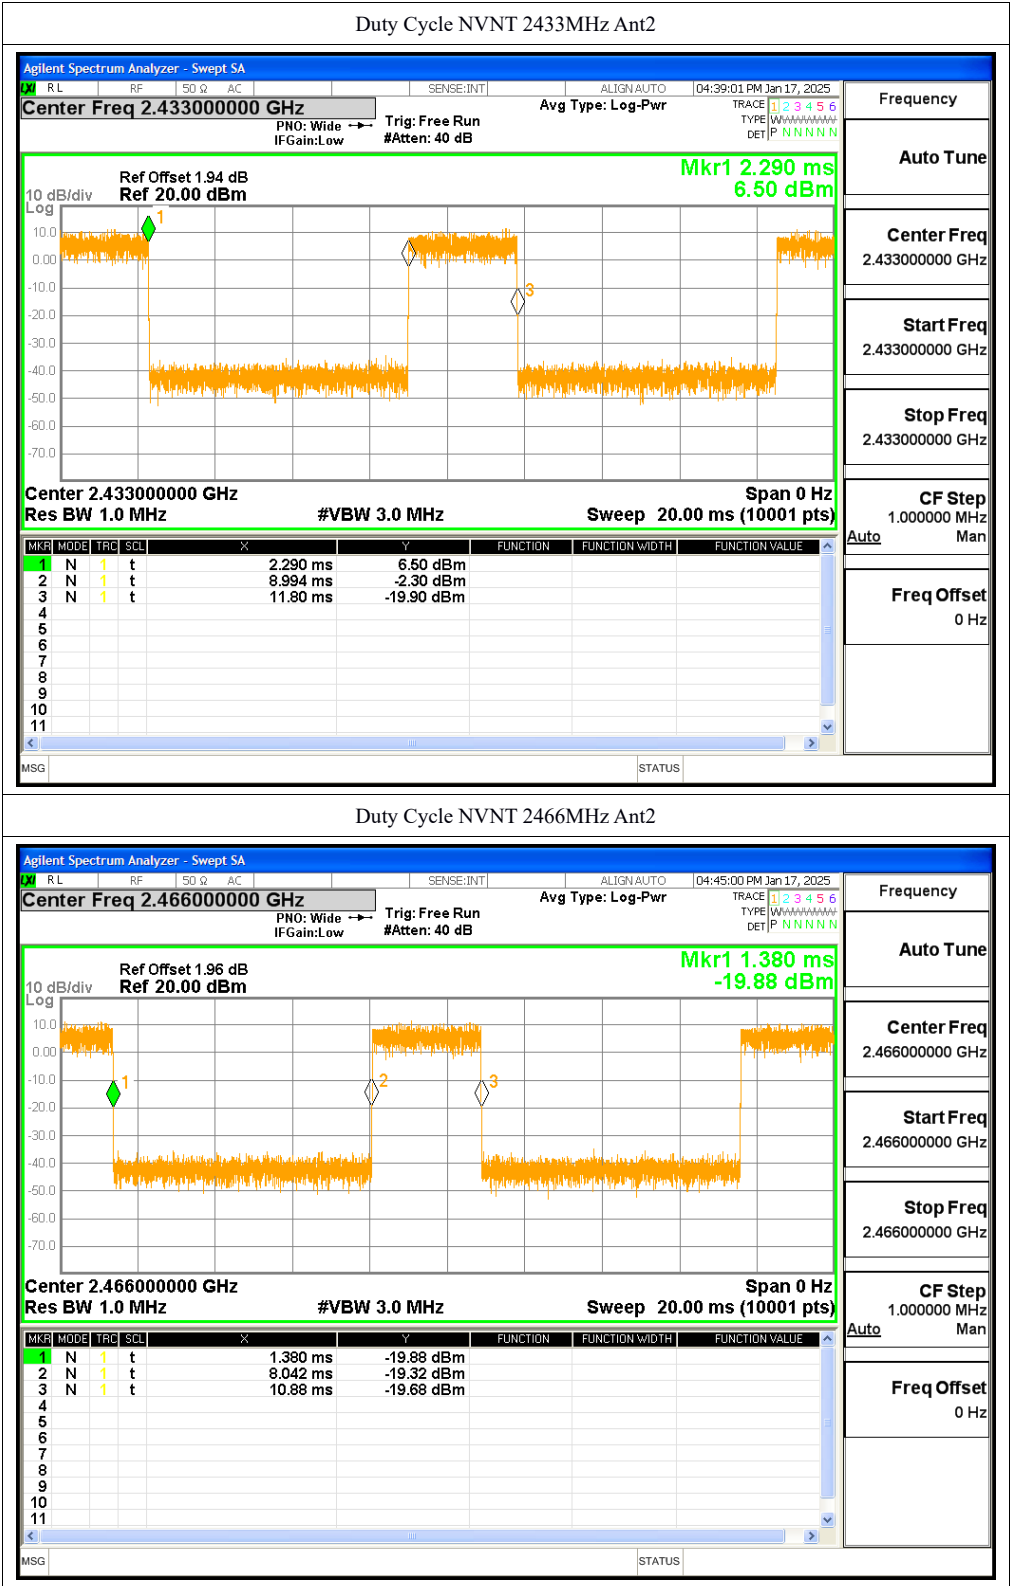 Duty Cycle NVNT 2433MHz Ant2
Agilent Spectrum Analyzer - Swept SA
LXI RL RF 50 Ω AC SENSE:INT ALIGN AUTO 04:39:01 PM Jan 17, 2025
Center Freq 2.433000000 GHz
PNO: Wide
IFGain:Low
Trig: Free Run
#Atten: 40 dB
Avg Type: Log-Pwr
TRACE 1 2 3 4 5 6
TYPE
DET P N N N N N
Mkr1 2.290 ms
6.50 dBm
Ref Offset 1.94 dB
Ref 20.00 dBm
10 dB/div
Log
10.0
0.00
-10.0
-20.0
-30.0
-40.0
-50.0
-60.0
-70.0
1
3
Center 2.433000000 GHz Span 0 Hz
Res BW 1.0 MHz #VBW 3.0 MHz Sweep 20.00 ms (10001 pts)
MKR MODE TRC SCL X Y FUNCTION FUNCTION WIDTH FUNCTION VALUE
1 N 1 t 2.290 ms 6.50 dBm
2 N 1 t 8.994 ms -2.30 dBm
3 N 1 t 11.80 ms -19.90 dBm
4
5
6
7
8
9
10
11
MSG STATUS
Frequency
Auto Tune
Center Freq
2.433000000 GHz
Start Freq
2.433000000 GHz
Stop Freq
2.433000000 GHz
CF Step
1.000000 MHz
Auto Man
Freq Offset
0 Hz
Duty Cycle NVNT 2466MHz Ant2
Agilent Spectrum Analyzer - Swept SA
LXI RL RF 50 Ω AC SENSE:INT ALIGN AUTO 04:45:00 PM Jan 17, 2025
Center Freq 2.466000000 GHz
PNO: Wide
IFGain:Low
Trig: Free Run
#Atten: 40 dB
Avg Type: Log-Pwr
TRACE 1 2 3 4 5 6
TYPE
DET P N N N N N
Mkr1 1.380 ms
-19.88 dBm
Ref Offset 1.96 dB
Ref 20.00 dBm
10 dB/div
Log
10.0
0.00
-10.0
-20.0
-30.0
-40.0
-50.0
-60.0
-70.0
1
2
3
Center 2.466000000 GHz Span 0 Hz
Res BW 1.0 MHz #VBW 3.0 MHz Sweep 20.00 ms (10001 pts)
MKR MODE TRC SCL X Y FUNCTION FUNCTION WIDTH FUNCTION VALUE
1 N 1 t 1.380 ms -19.88 dBm
2 N 1 t 8.042 ms -19.32 dBm
3 N 1 t 10.88 ms -19.68 dBm
4
5
6
7
8
9
10
11
MSG STATUS
Frequency
Auto Tune
Center Freq
2.466000000 GHz
Start Freq
2.466000000 GHz
Stop Freq
2.466000000 GHz
CF Step
1.000000 MHz
Auto Man
Freq Offset
0 Hz